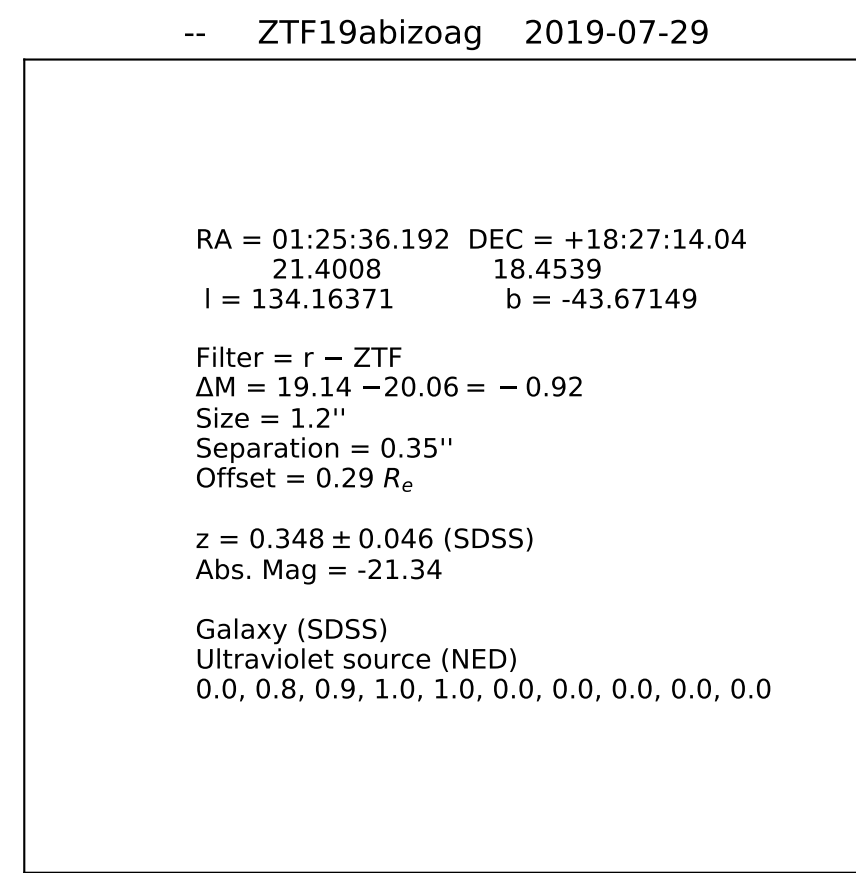 -- ZTF19abizoag 2019-07-29
RA = 01:25:36.192 DEC = +18:27:14.04
21.4008 18.4539
l = 134.16371 b = -43.67149
Filter = r − ZTF
ΔM = 19.14 −20.06 = − 0.92
Size = 1.2''
Separation = 0.35''
Offset = 0.29 Rₑ
z = 0.348 ± 0.046 (SDSS)
Abs. Mag = -21.34
Galaxy (SDSS)
Ultraviolet source (NED)
0.0, 0.8, 0.9, 1.0, 1.0, 0.0, 0.0, 0.0, 0.0, 0.0